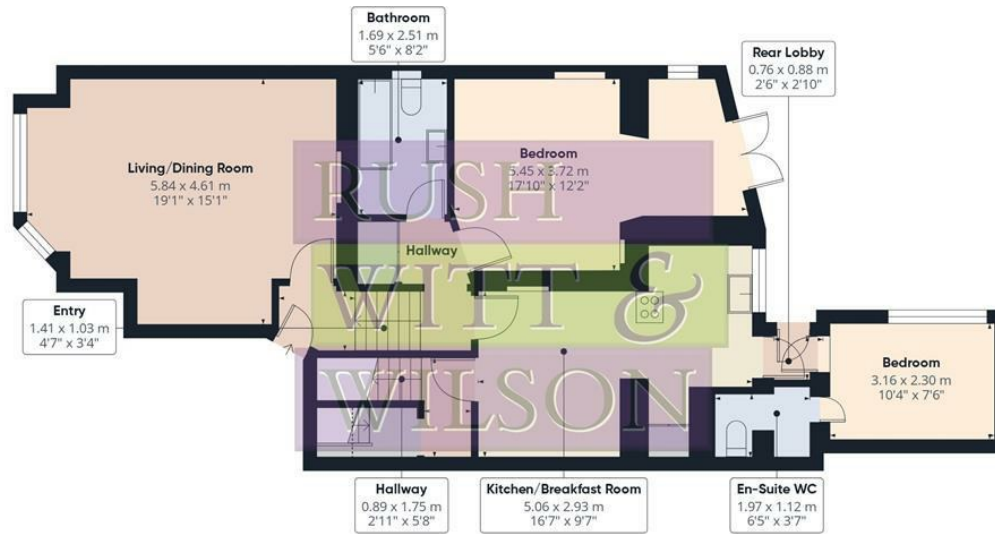 Bathroom
1.69 x 2.51 m
5'6" x 8'2"
Rear Lobby
0.76 x 0.88 m
2'6" x 2'10"
Living/Dining Room
5.84 x 4.61 m
19'1" x 15'1"
Bedroom
5.45 x 3.72 m
17'10" x 12'2"
Hallway
RUSH
WITT &
WILSON
Entry
1.41 x 1.03 m
4'7" x 3'4"
Bedroom
3.16 x 2.30 m
10'4" x 7'6"
Hallway
0.89 x 1.75 m
2'11" x 5'8"
Kitchen/Breakfast Room
5.06 x 2.93 m
16'7" x 9'7"
En-Suite WC
1.97 x 1.12 m
6'5" x 3'7"